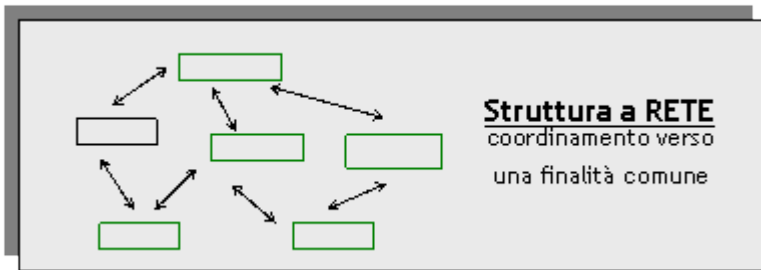 Struttura a RETE
coordinamento verso
una finalità comune